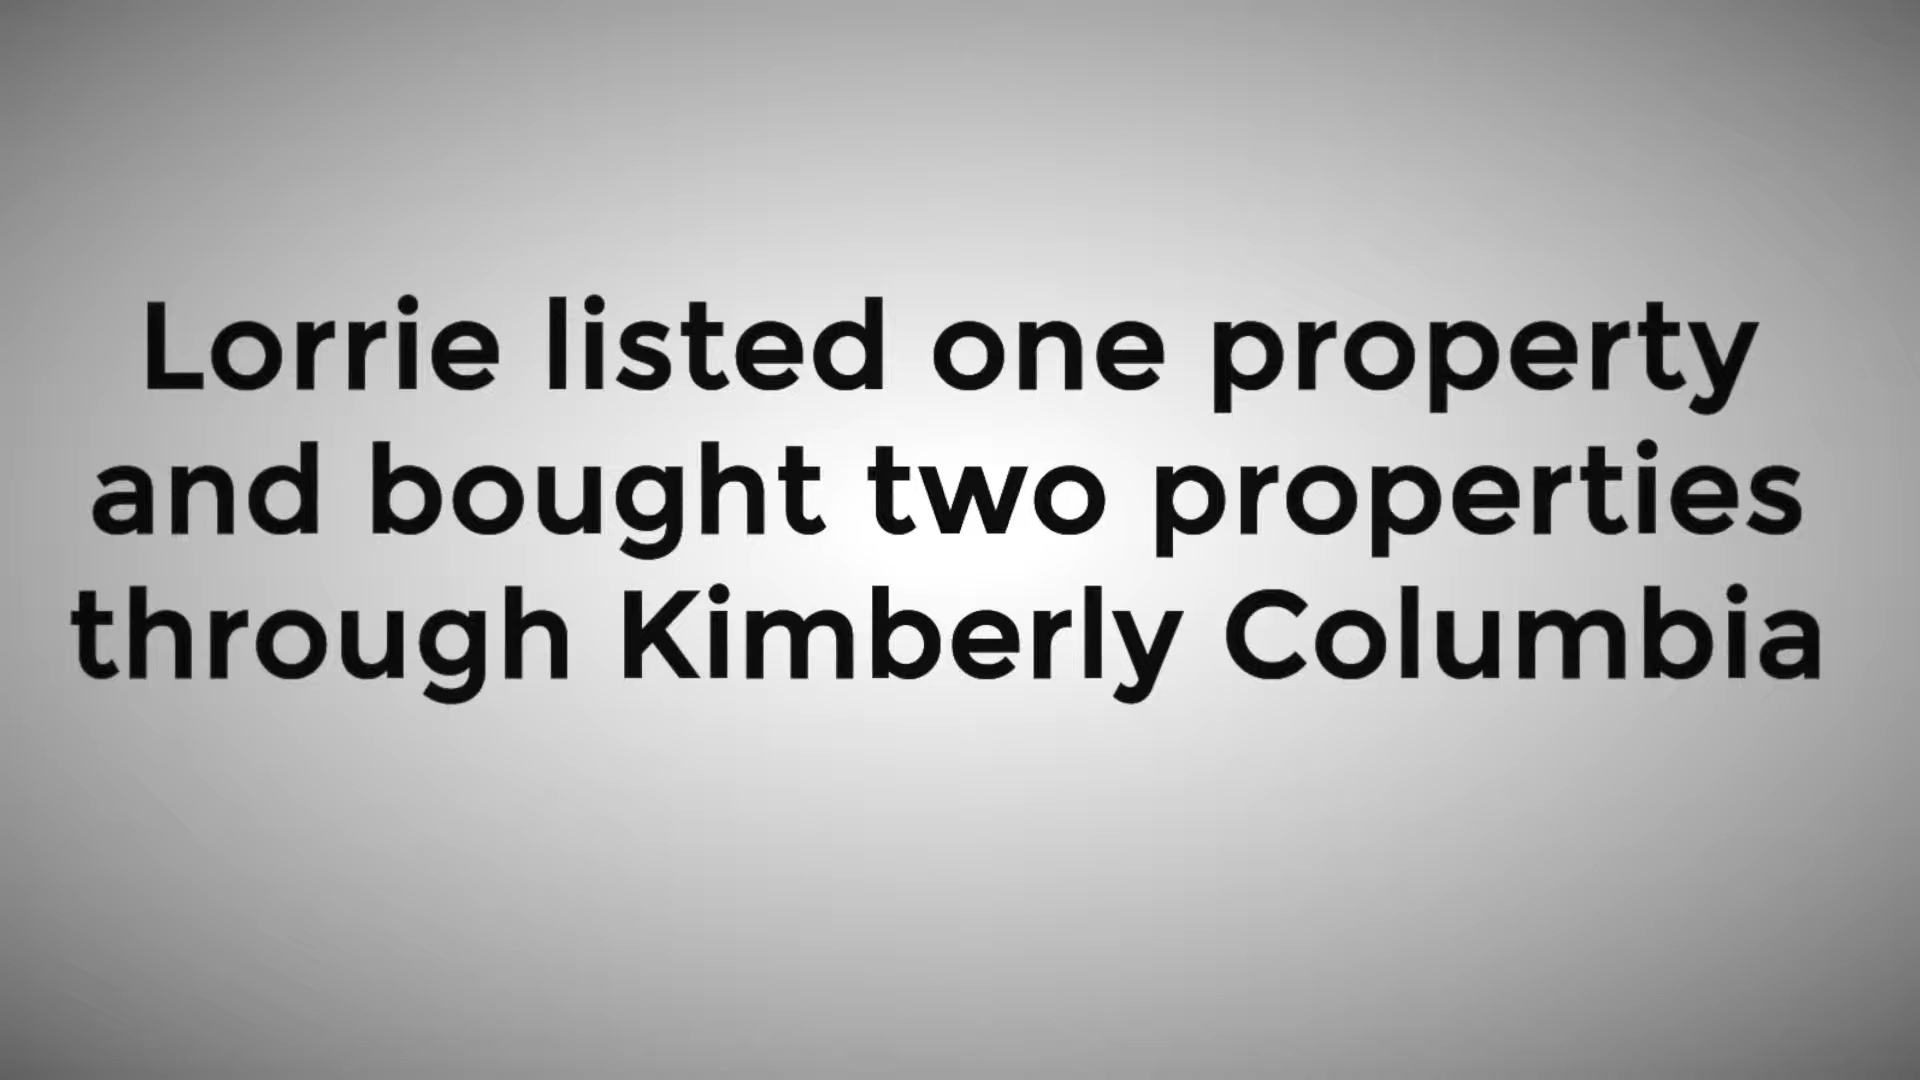 Lorrie listed one property
and bought two properties
through Kimberly Columbia